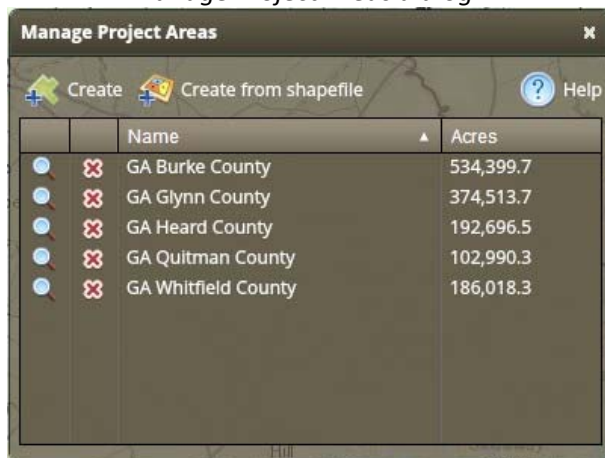 Manage Project Areas
Create Create from shapefile Help
Name Acres
GA Burke County 534,399.7
GA Glynn County 374,513.7
GA Heard County 192,696.5
GA Quitman County 102,990.3
GA Whitfield County 186,018.3
Hill